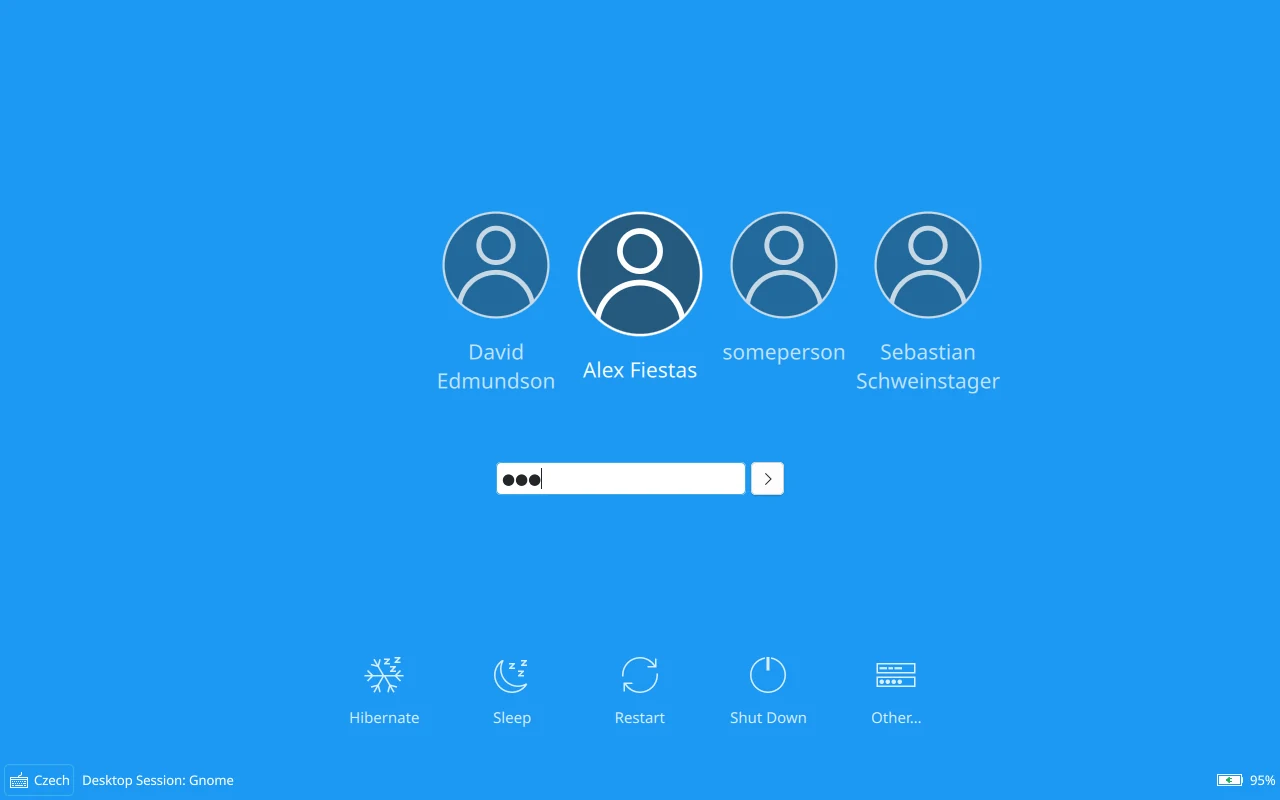 David
Edmundson
Alex Fiestas
someperson
Sebastian
Schweinstager
Hibernate
Sleep
Restart
Shut Down
Other...
Czech
Desktop Session: Gnome
95%